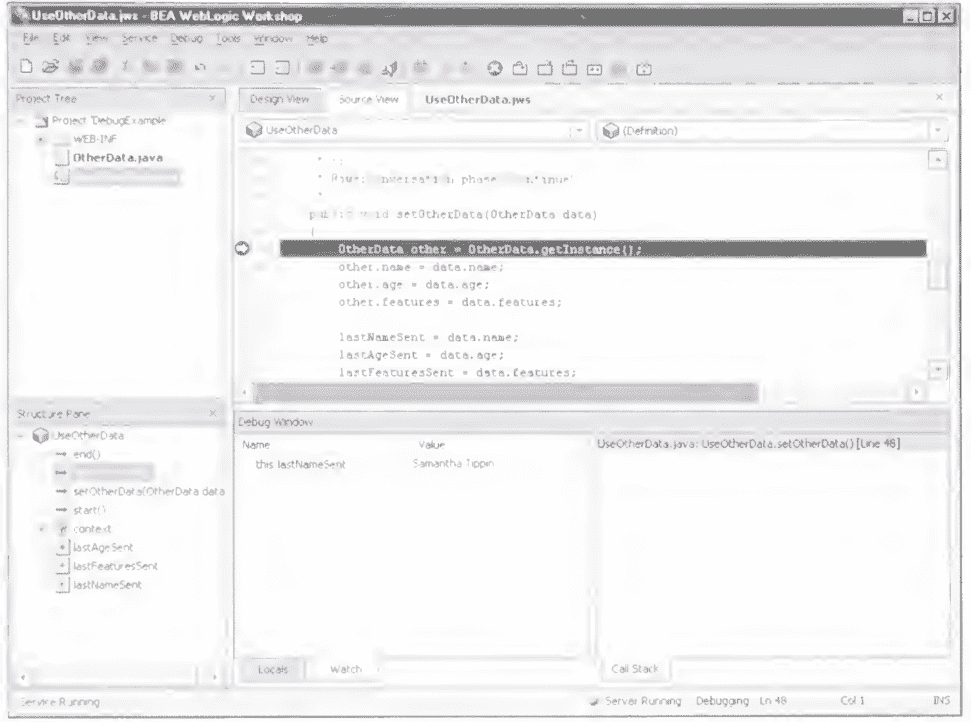 UseOtherData.jws - BEA WebLogic Workshop
File Edit View Service Debug Tools Window Help
Project Tree
Project 'DebugExample'
WEB-INF
OtherData.java
Design View Source View UseOtherData.jws
UseOtherData (Definition)
phase
public void setOtherData(OtherData data)
{
OtherData other = OtherData.getInstance();
other.name = data.name;
other.age = data.age;
other.features = data.features;
lastNameSent = data.name;
lastAgeSent = data.age;
lastFeaturesSent = data.features;
Structure Pane
UseOtherData
end()
setOtherData(OtherData data
start()
context
lastAgeSent
lastFeaturesSent
lastNameSent
Debug Window
Name Value
this.lastNameSent Samantha Tippin
Locals Watch
UseOtherData.java: UseOtherData.setOtherData() [Line 48]
Call Stack
Service Running Server Running Debugging Ln 48 Col 1 INS